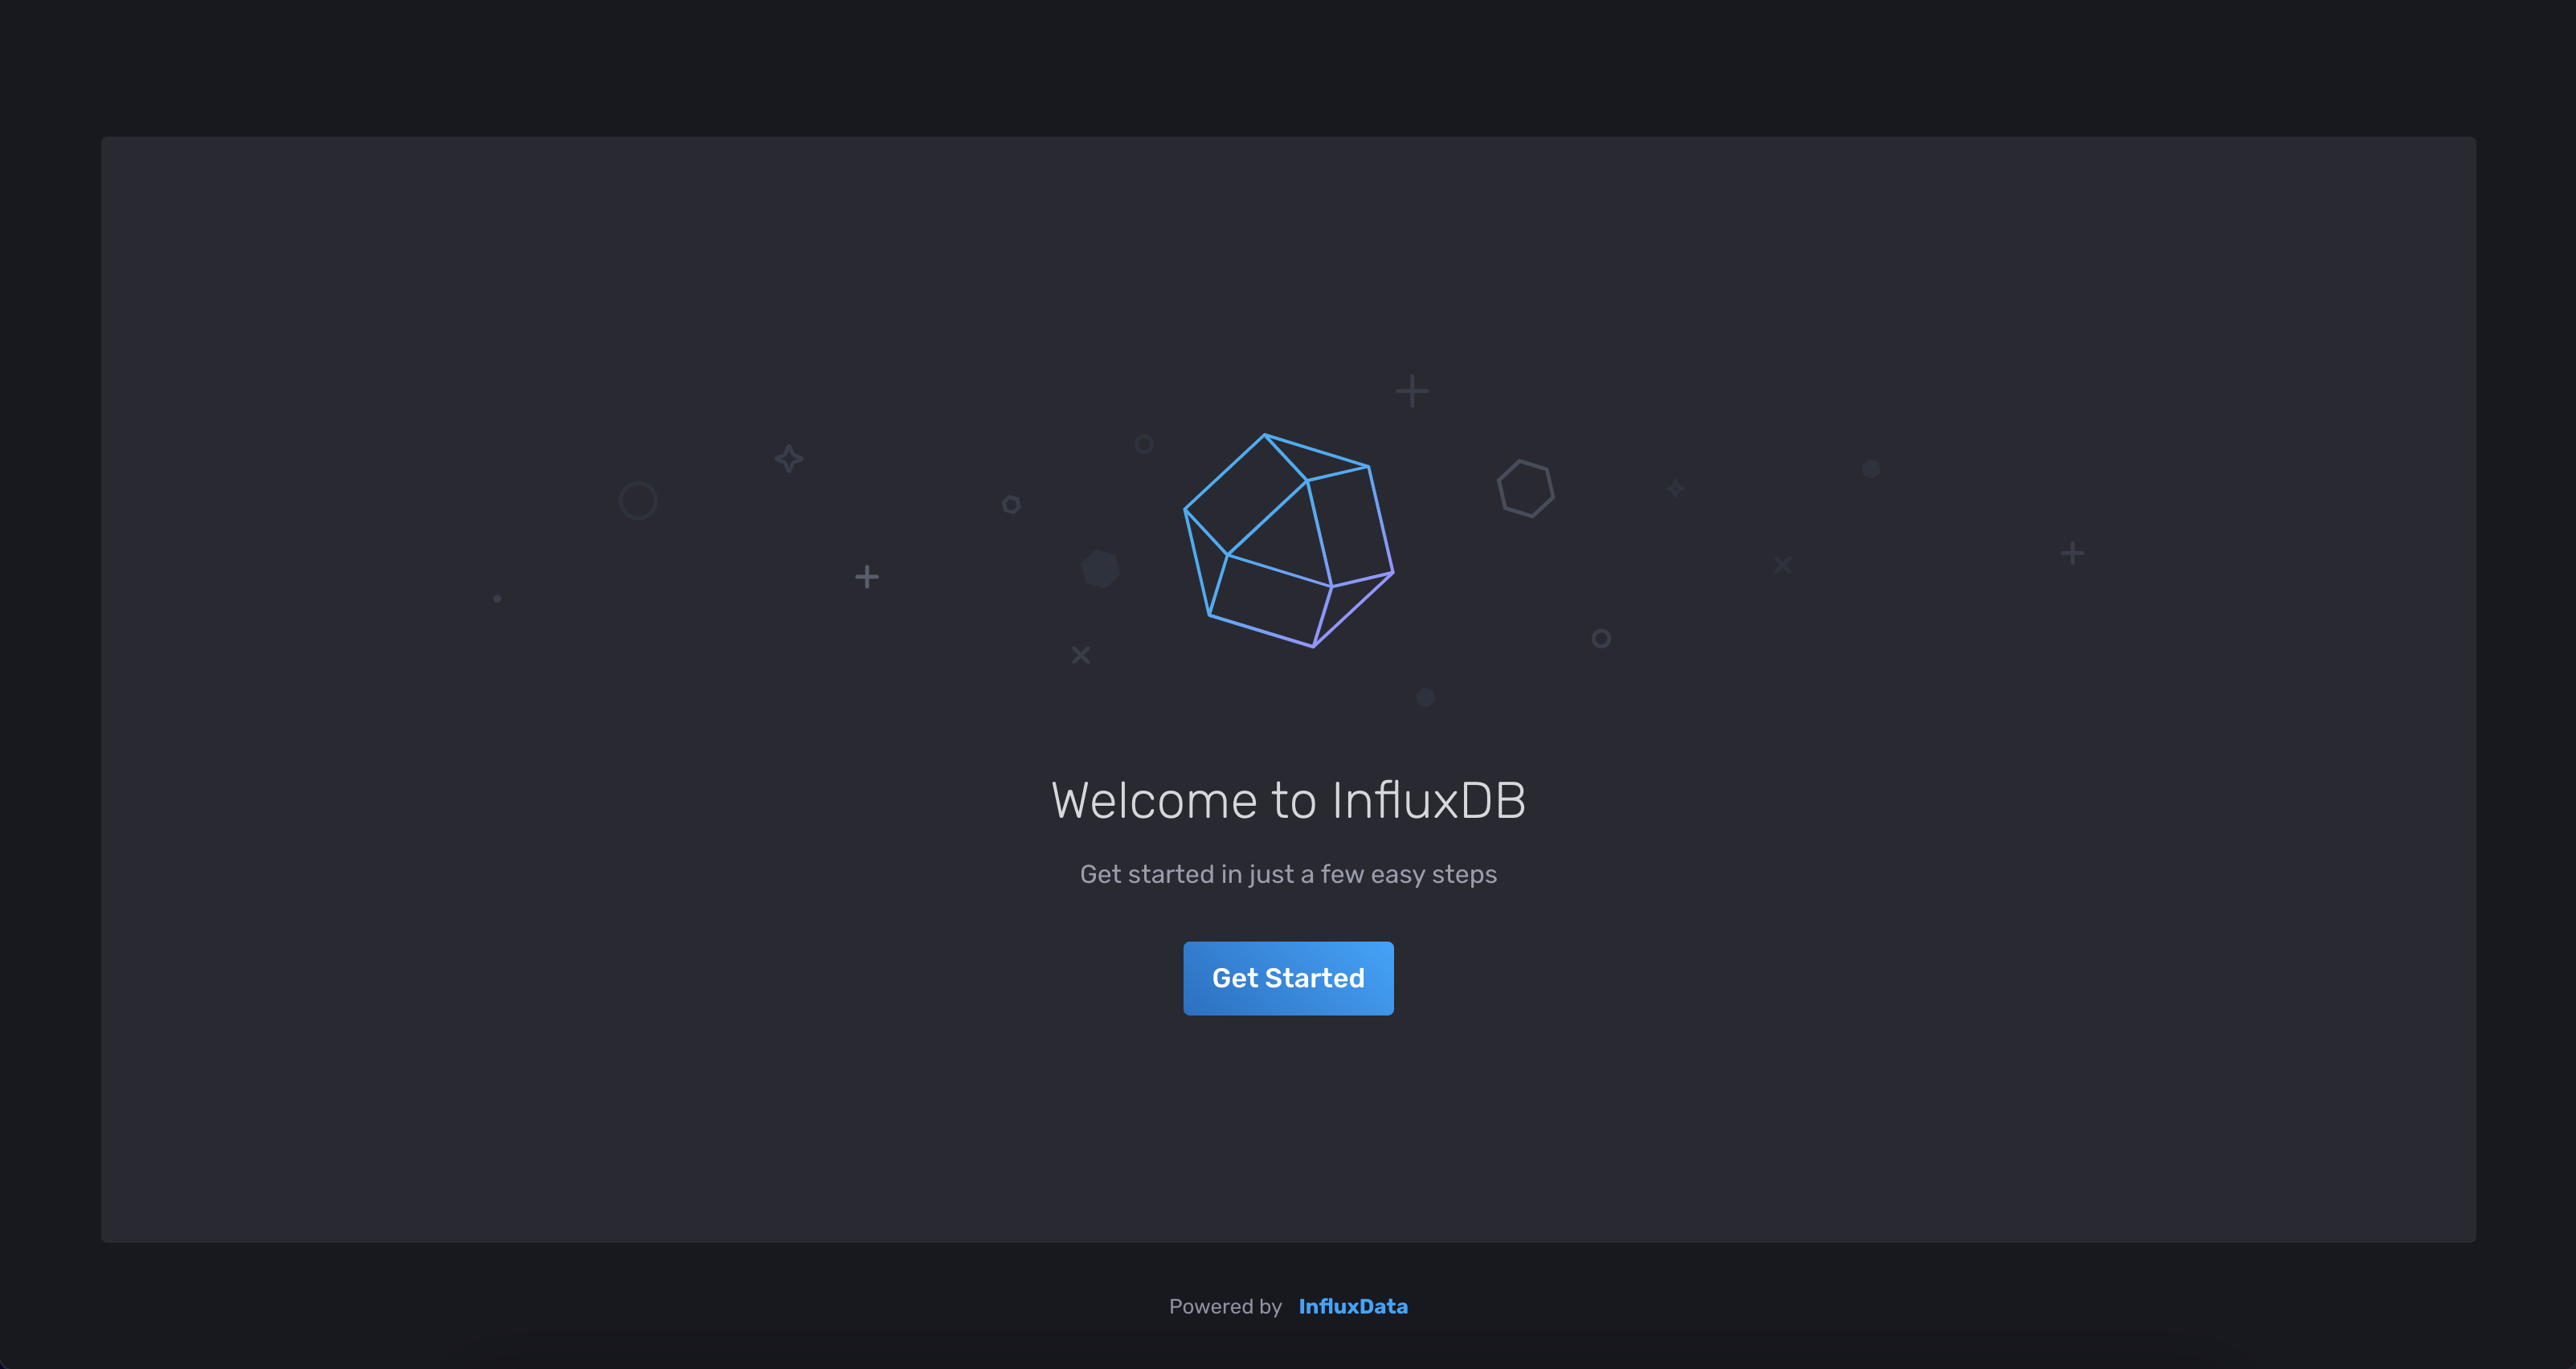 Welcome to InfluxDB
Get started in just a few easy steps
Get Started
Powered by InfluxData